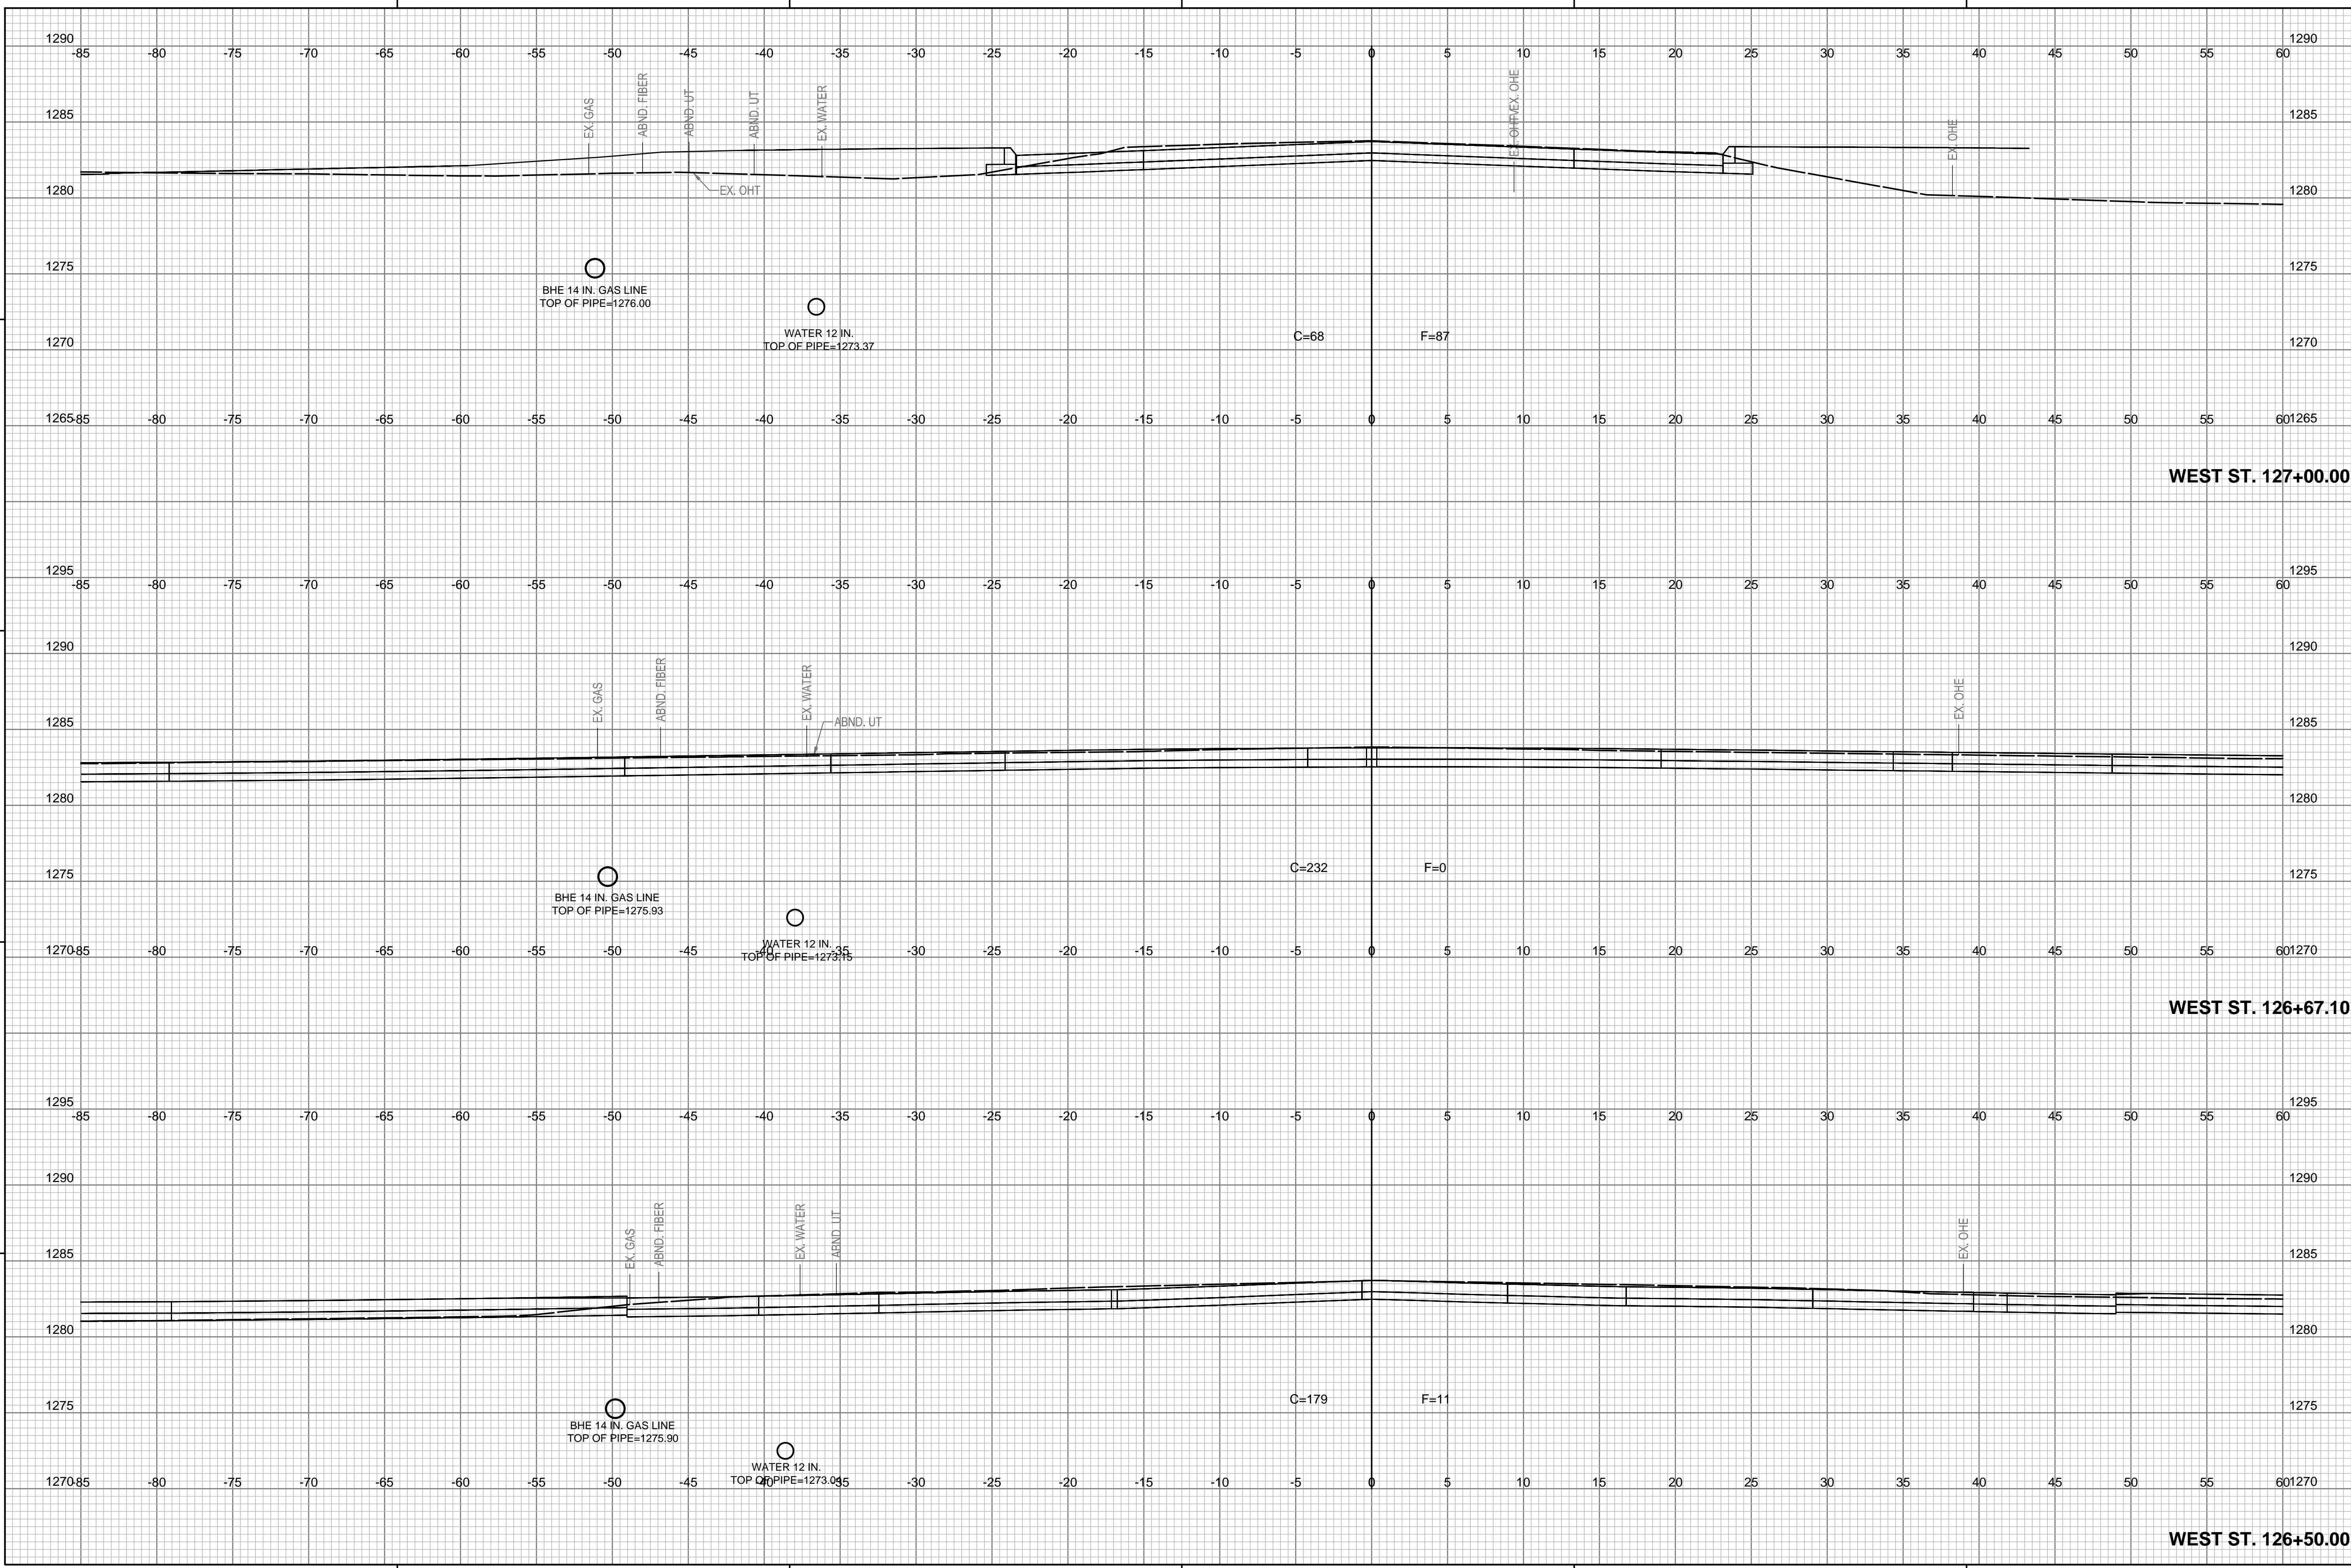 1290 1290
-85 -80 -75 -70 -65 -60 -55 -50 -45 -40 -35 -30 -25 -20 -15 -10 -5 0 5 10 15 20 25 30 35 40 45 50 55 60
EX. GAS
ABND. FIBER
ABND. UT
ABND. UT
EX. WATER
EX. OHE
EX. OHE
1285 1285
EX. OHT
1280 1280
1275 1275
BHE 14 IN. GAS LINE
TOP OF PIPE=1276.00
WATER 12 IN.
TOP OF PIPE=1273.37
C=68 F=87
1270 1270
1265 -85 -80 -75 -70 -65 -60 -55 -50 -45 -40 -35 -30 -25 -20 -15 -10 -5 0 5 10 15 20 25 30 35 40 45 50 55 60 1265
WEST ST. 127+00.00
1295 1295
-85 -80 -75 -70 -65 -60 -55 -50 -45 -40 -35 -30 -25 -20 -15 -10 -5 0 5 10 15 20 25 30 35 40 45 50 55 60
1290 1290
EX. GAS
ABND. FIBER
EX. WATER
ABND. UT
EX. OHE
1285 1285
1280 1280
C=232 F=0
1275 1275
BHE 14 IN. GAS LINE
TOP OF PIPE=1275.93
WATER 12 IN.
TOP OF PIPE=1273.15
1270 -85 -80 -75 -70 -65 -60 -55 -50 -45 -40 -35 -30 -25 -20 -15 -10 -5 0 5 10 15 20 25 30 35 40 45 50 55 60 1270
WEST ST. 126+67.10
1295 1295
-85 -80 -75 -70 -65 -60 -55 -50 -45 -40 -35 -30 -25 -20 -15 -10 -5 0 5 10 15 20 25 30 35 40 45 50 55 60
1290 1290
EX. GAS
ABND. FIBER
EX. WATER
ABND. UT
EX. OHE
1285 1285
1280 1280
C=179 F=11
1275 1275
BHE 14 IN. GAS LINE
TOP OF PIPE=1275.90
WATER 12 IN.
TOP OF
1270 -85 -80 -75 -70 -65 -60 -55 -50 -45 -40 -35 -30 -25 -20 -15 -10 -5 0 5 10 15 20 25 30 35 40 45 50 55 60 1270
WEST ST. 126+50.00